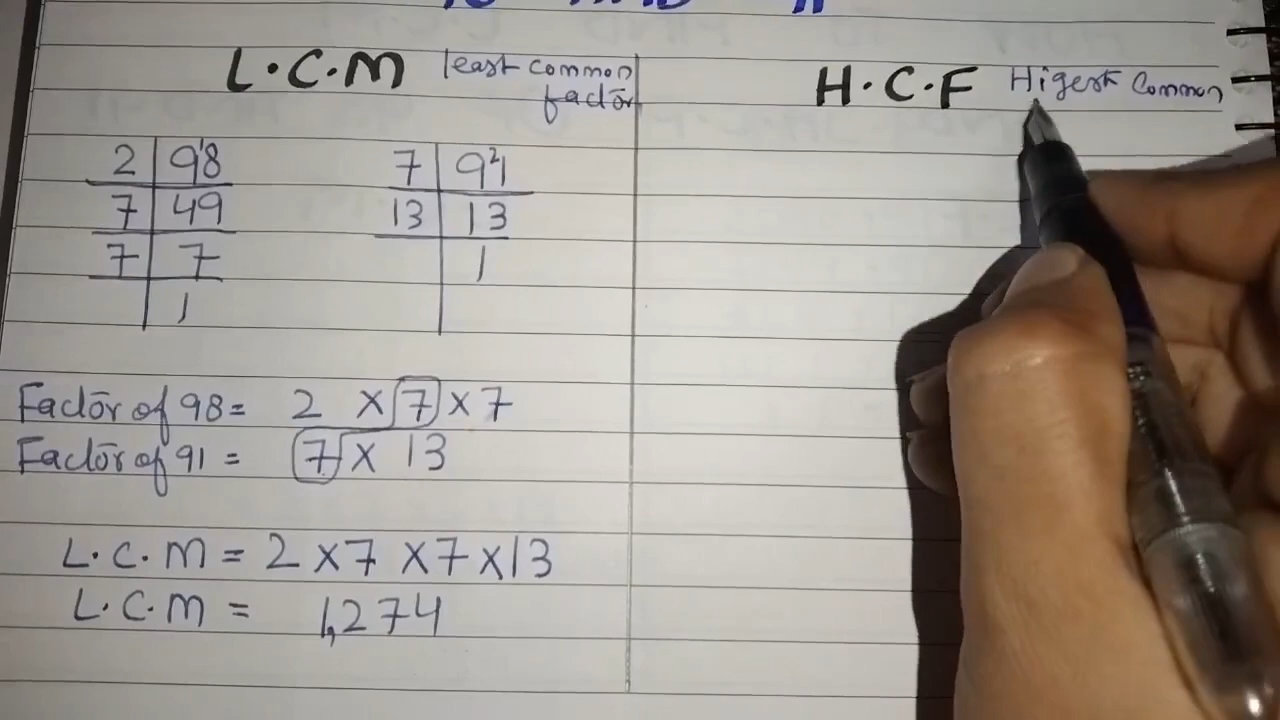 L.C.M least common
factor
2 | 98
7 | 49
7 | 7
1
7 | 91
13 | 13
1
Factor of 98 = 2 × 7 × 7
Factor of 91 = 7 × 13
L.C.M = 2 × 7 × 7 × 13
L.C.M = 1,274
H.C.F Higest Common